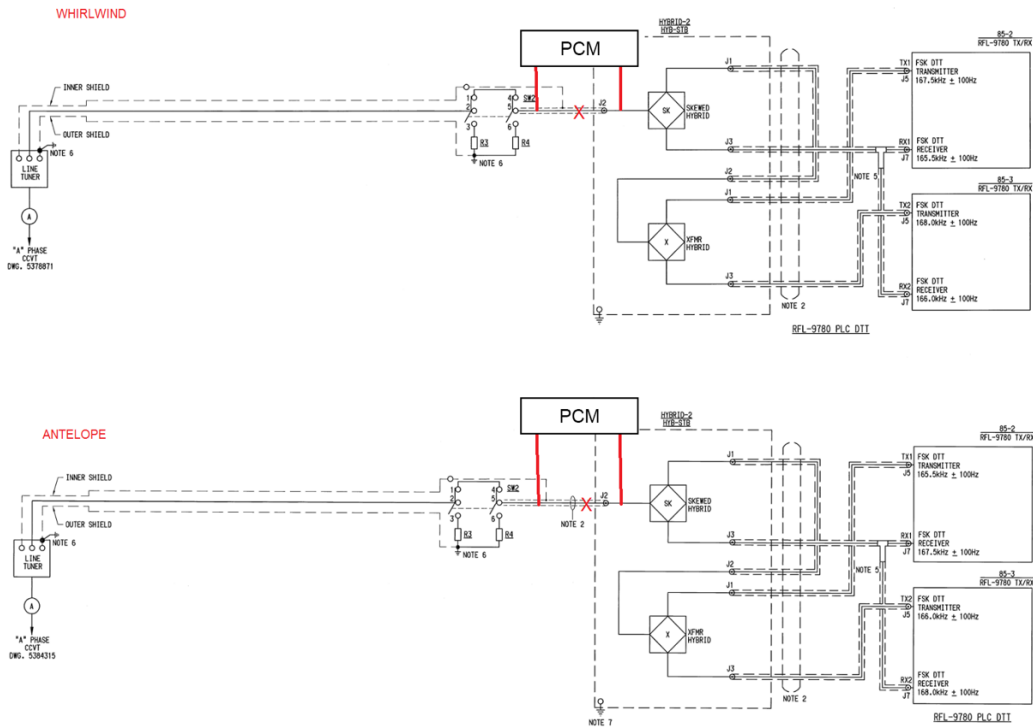 WHIRLWIND
HYBRID-2
HYB-STB
85-2
RFL-9780 TX/RX
PCM
INNER SHIELD
OUTER SHIELD
NOTE 6
LINE
TUNER
A
"A" PHASE
CCVT
DWG. 5378871
1
2
3
4
5
6
SW2
R3
R4
NOTE 6
J2
J1
SK
SKEWED
HYBRID
J3
J2
J1
X
XFMR
HYBRID
J3
NOTE 2
NOTE 5
TX1
J5
FSK DTT
TRANSMITTER
167.5kHz ± 100Hz
RX1
J7
FSK DTT
RECEIVER
165.5kHz ± 100Hz
85-3
RFL-9780 TX/RX
TX2
J5
FSK DTT
TRANSMITTER
168.0kHz ± 100Hz
RX2
J7
FSK DTT
RECEIVER
166.0kHz ± 100Hz
RFL-9780 PLC DTT
ANTELOPE
HYBRID-2
HYB-STB
85-2
RFL-9780 TX/RX
PCM
INNER SHIELD
OUTER SHIELD
NOTE 6
LINE
TUNER
A
"A" PHASE
CCVT
DWG. 5384315
1
2
3
4
5
6
SW2
R3
R4
NOTE 6
NOTE 2
J2
J1
SK
SKEWED
HYBRID
J3
J2
J1
X
XFMR
HYBRID
J3
NOTE 2
NOTE 5
NOTE 7
TX1
J5
FSK DTT
TRANSMITTER
165.5kHz ± 100Hz
RX1
J7
FSK DTT
RECEIVER
167.5kHz ± 100Hz
85-3
RFL-9780 TX/RX
TX2
J5
FSK DTT
TRANSMITTER
166.0kHz ± 100Hz
RX2
J7
FSK DTT
RECEIVER
168.0kHz ± 100Hz
RFL-9780 PLC DTT